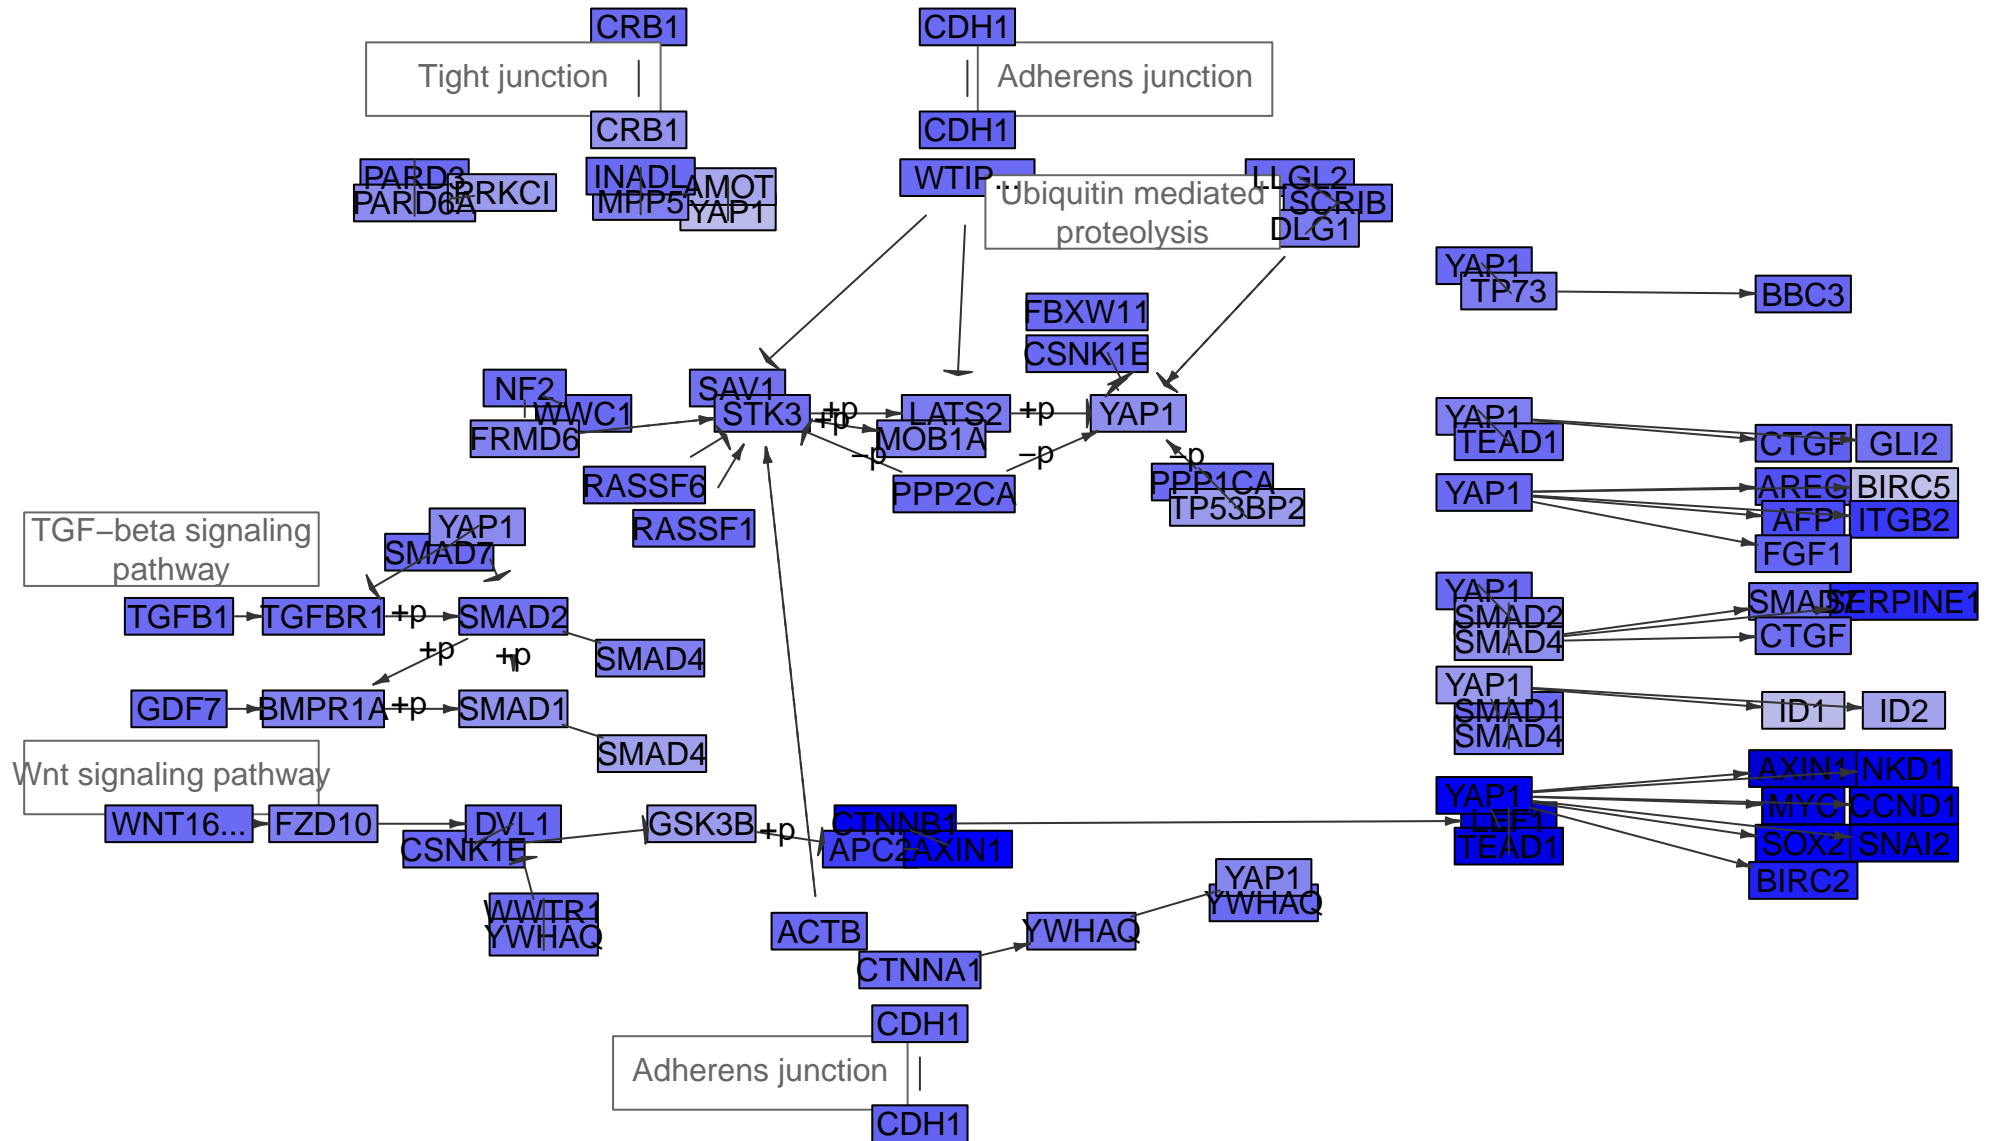 CRB1
CDH1
Tight junction
Adherens junction
CRB1
CDH1
PARD3
PRKCI
PARD6A
INADL
AMOT
MPP5
YAP1
WTIP...
LLGL2
Ubiquitin mediated
proteolysis
SCRIB
DLG1
YAP1
TP73
BBC3
FBXW11
CSNK1E
NF2
WWC1
FRMD6
SAV1
STK3
+p
+p
LATS2
MOB1A
+p
YAP1
−p
−p
−p
RASSF6
RASSF1
PPP2CA
PPP1CA
TP53BP2
YAP1
TEAD1
CTGF
GLI2
YAP1
AREG
BIRC5
AFP
ITGB2
FGF1
TGF−beta signaling
pathway
YAP1
SMAD7
TGFB1
TGFBR1
+p
SMAD2
+p
+p
SMAD4
GDF7
BMPR1A
+p
SMAD1
SMAD4
YAP1
SMAD2
SMAD4
SMAD7
SERPINE1
CTGF
YAP1
SMAD1
SMAD4
ID1
ID2
Wnt signaling pathway
WNT16...
FZD10
DVL1
CSNK1E
GSK3B
+p
CTNNB1
APC2
AXIN1
YAP1
LEF1
TEAD1
AXIN1
NKD1
MYC
CCND1
SOX2
SNAI2
BIRC2
WWTR1
YWHAQ
ACTB
CTNNA1
YWHAQ
YAP1
YWHAQ
CDH1
Adherens junction
CDH1